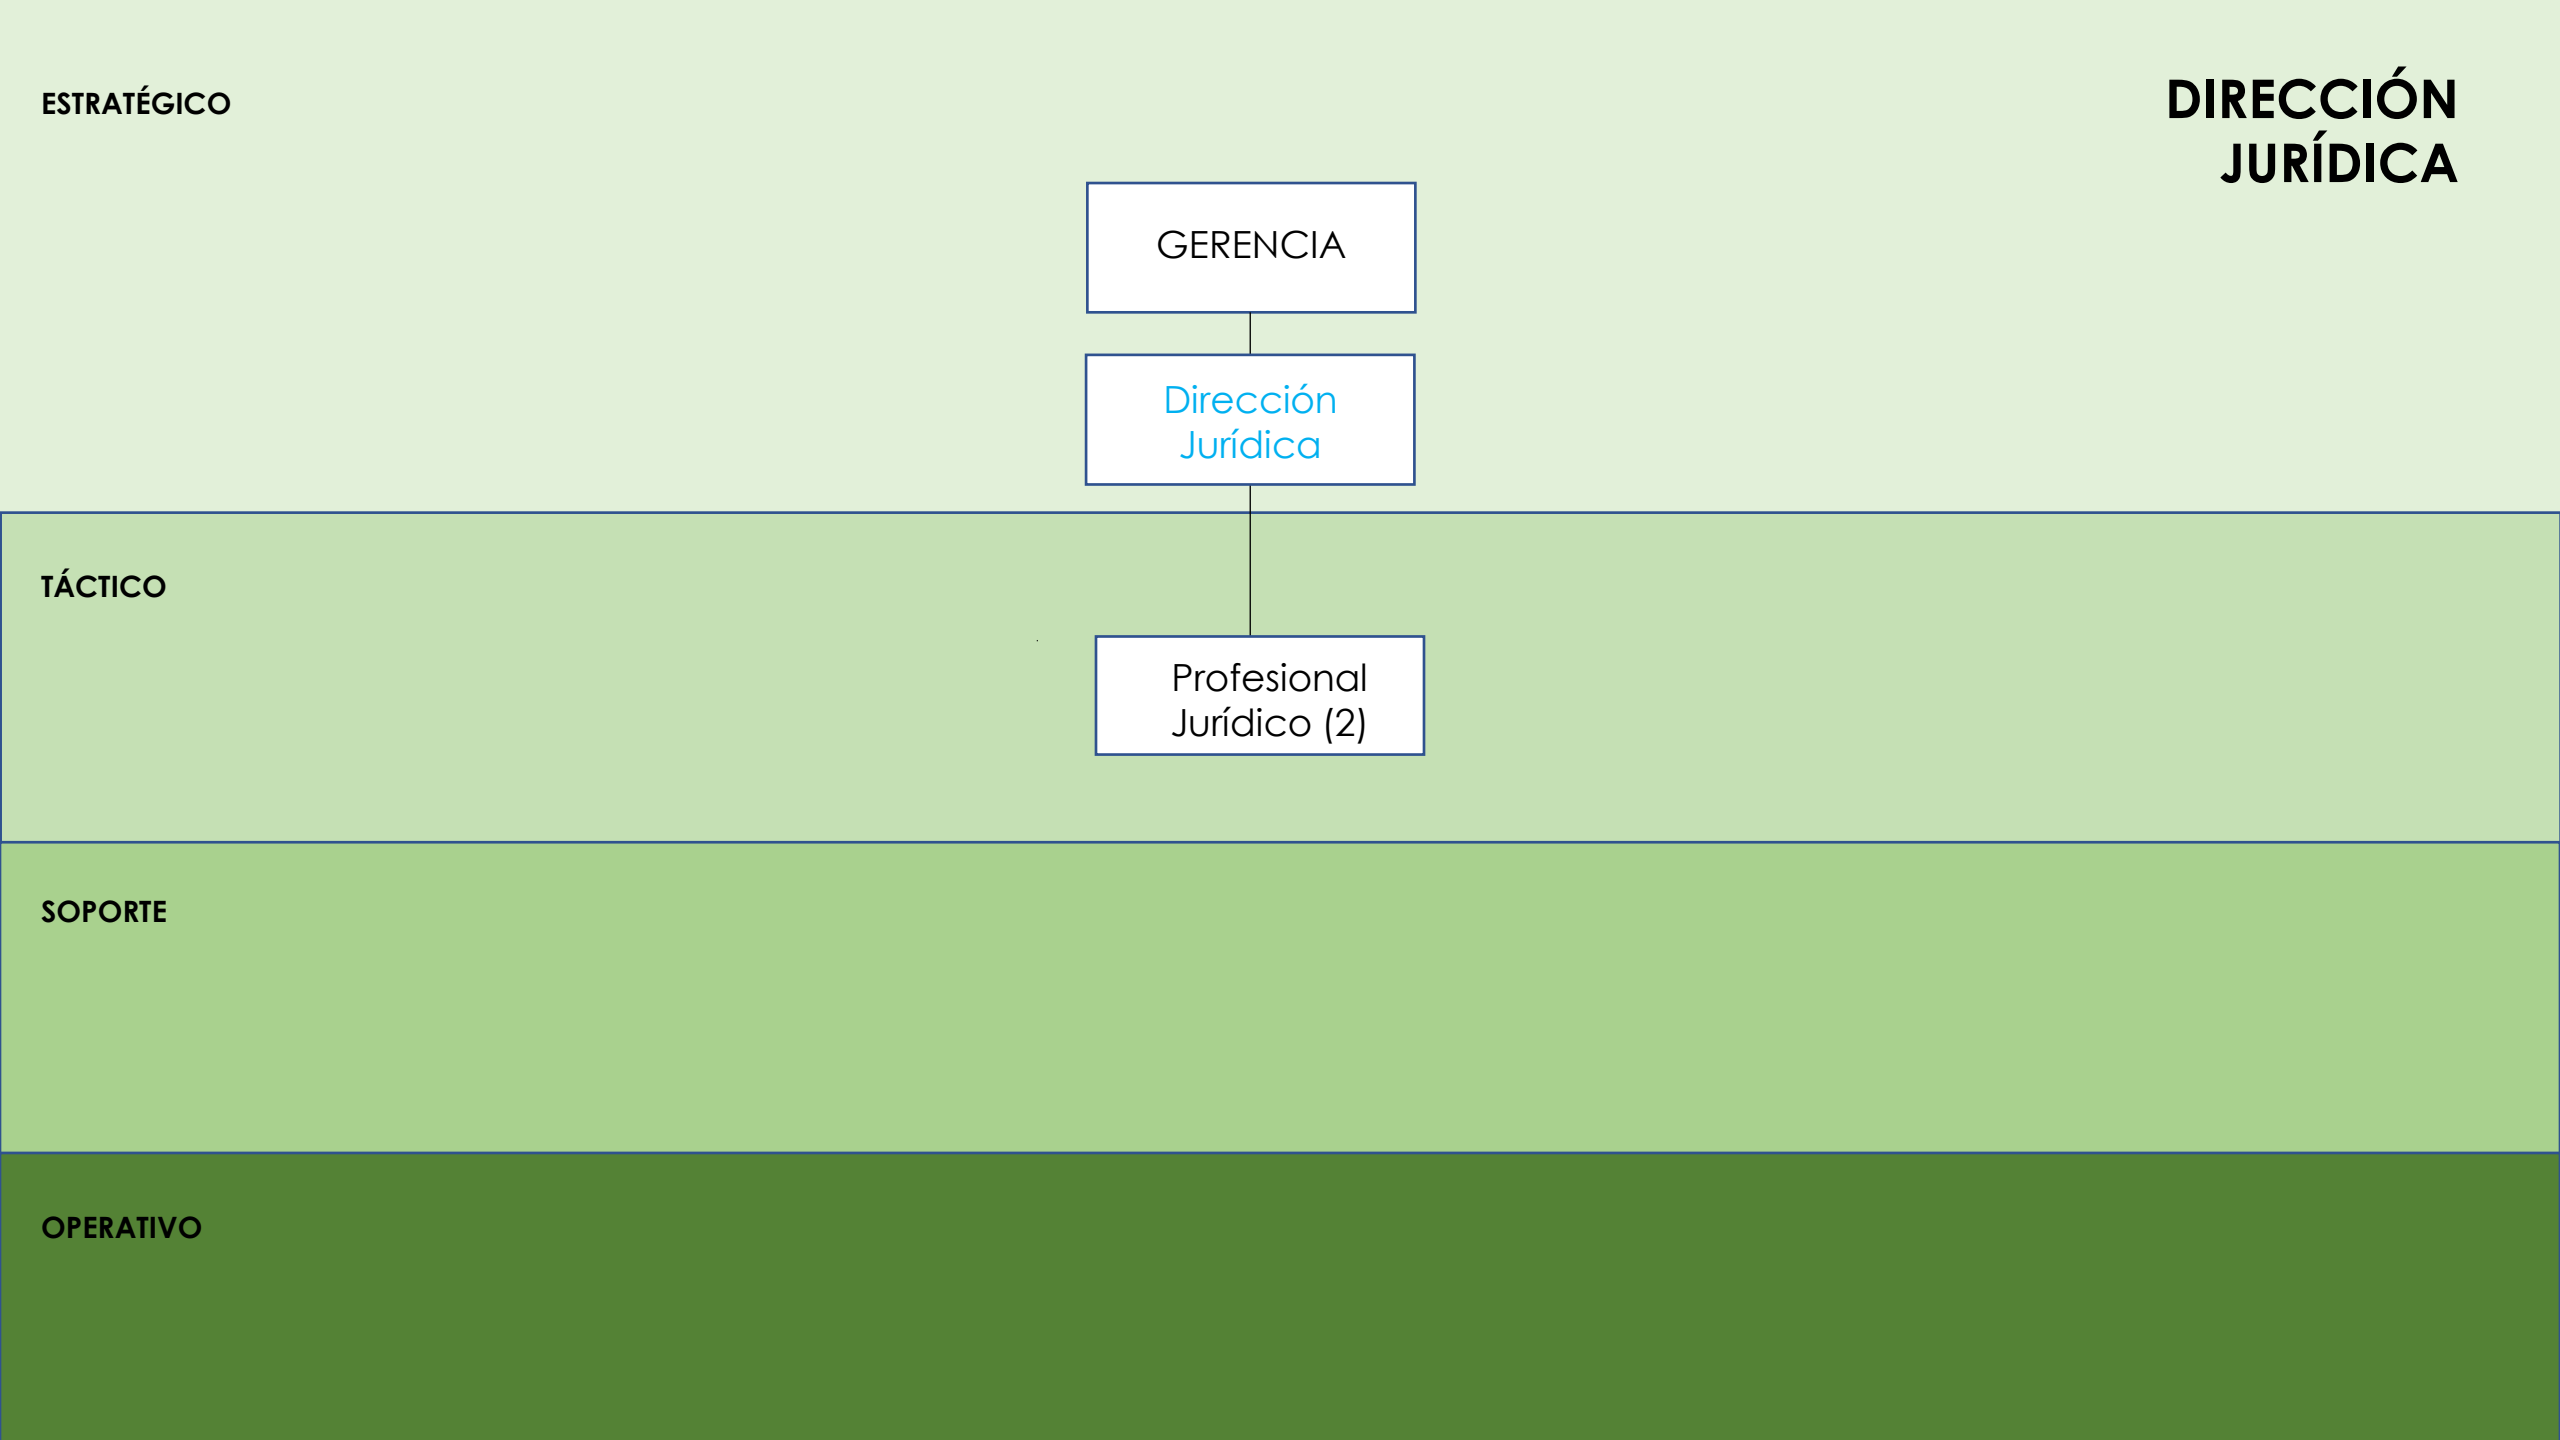 ESTRATÉGICO
DIRECCIÓN
JURÍDICA
GERENCIA
Dirección
Jurídica
TÁCTICO
Profesional
Jurídico (2)
SOPORTE
OPERATIVO